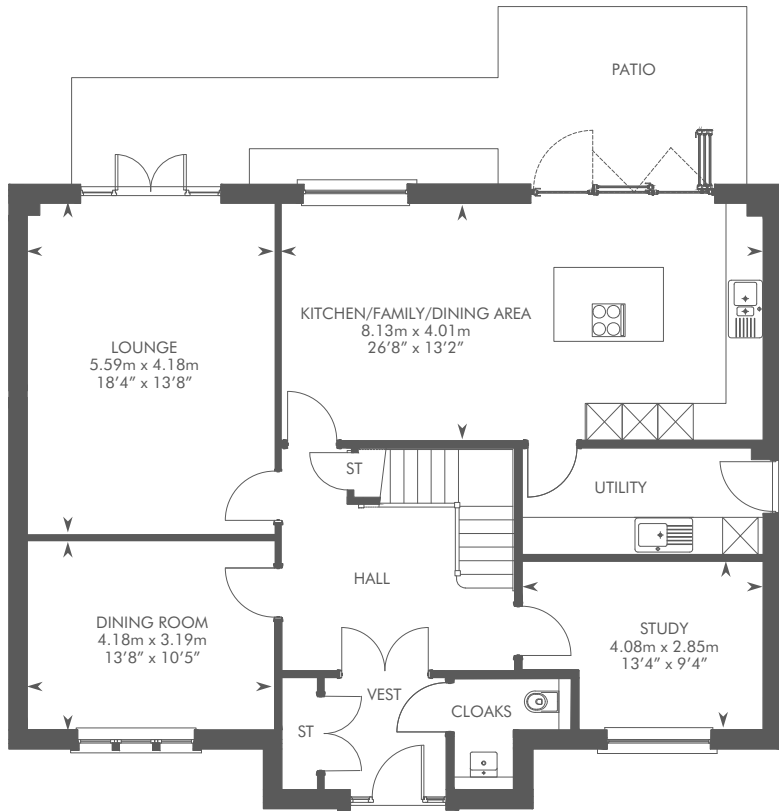 PATIO
KITCHEN/FAMILY/DINING AREA
8.13m x 4.01m
26’8” x 13’2”
LOUNGE
5.59m x 4.18m
18’4” x 13’8”
ST
UTILITY
HALL
DINING ROOM
4.18m x 3.19m
13’8” x 10’5”
STUDY
4.08m x 2.85m
13’4” x 9’4”
VEST
CLOAKS
ST